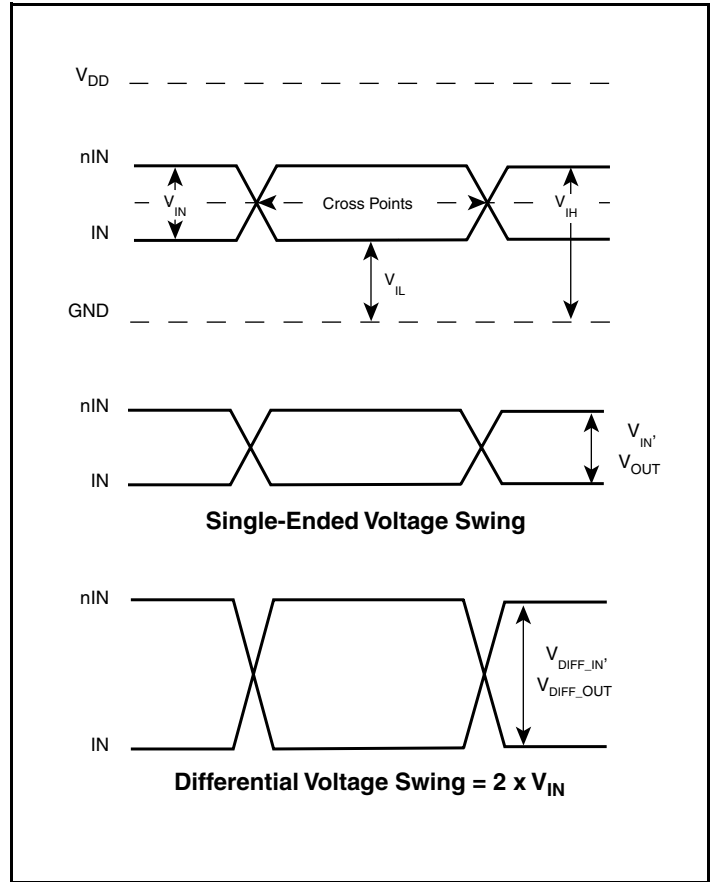 VDD
nIN
VIN
Cross Points
VIH
IN
VIL
GND
nIN
VIN,
VOUT
IN
Single-Ended Voltage Swing
nIN
VDIFF_IN,
VDIFF_OUT
IN
Differential Voltage Swing = 2 x VIN